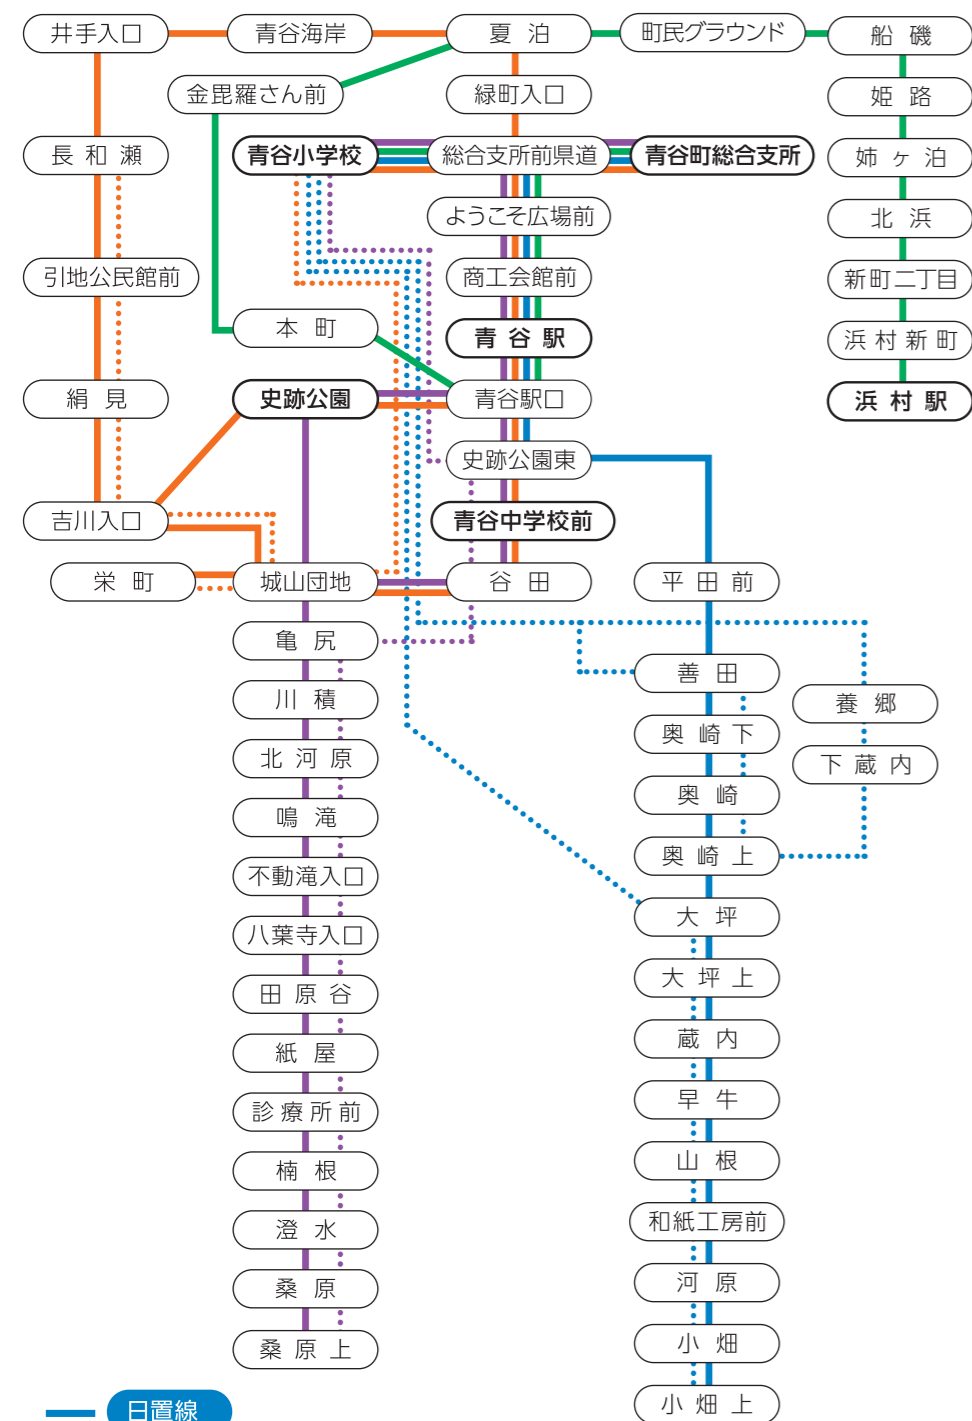 井手入口
青谷海岸
夏泊
町民グラウンド
船磯
金毘羅さん前
緑町入口
姫路
長和瀬
青谷小学校
総合支所前県道
青谷町総合支所
姉ヶ泊
ようこそ広場前
北浜
引地公民館前
商工会館前
新町二丁目
本町
青谷駅
浜村新町
絹見
史跡公園
青谷駅口
浜村駅
史跡公園東
吉川入口
青谷中学校前
栄町
城山団地
谷田
平田前
亀尻
善田
川積
養郷
奥崎下
北河原
下蔵内
奥崎
鳴滝
奥崎上
不動滝入口
大坪
八葉寺入口
大坪上
田原谷
蔵内
紙屋
早牛
診療所前
山根
楠根
和紙工房前
澄水
河原
桑原
小畑
桑原上
小畑上
日置線